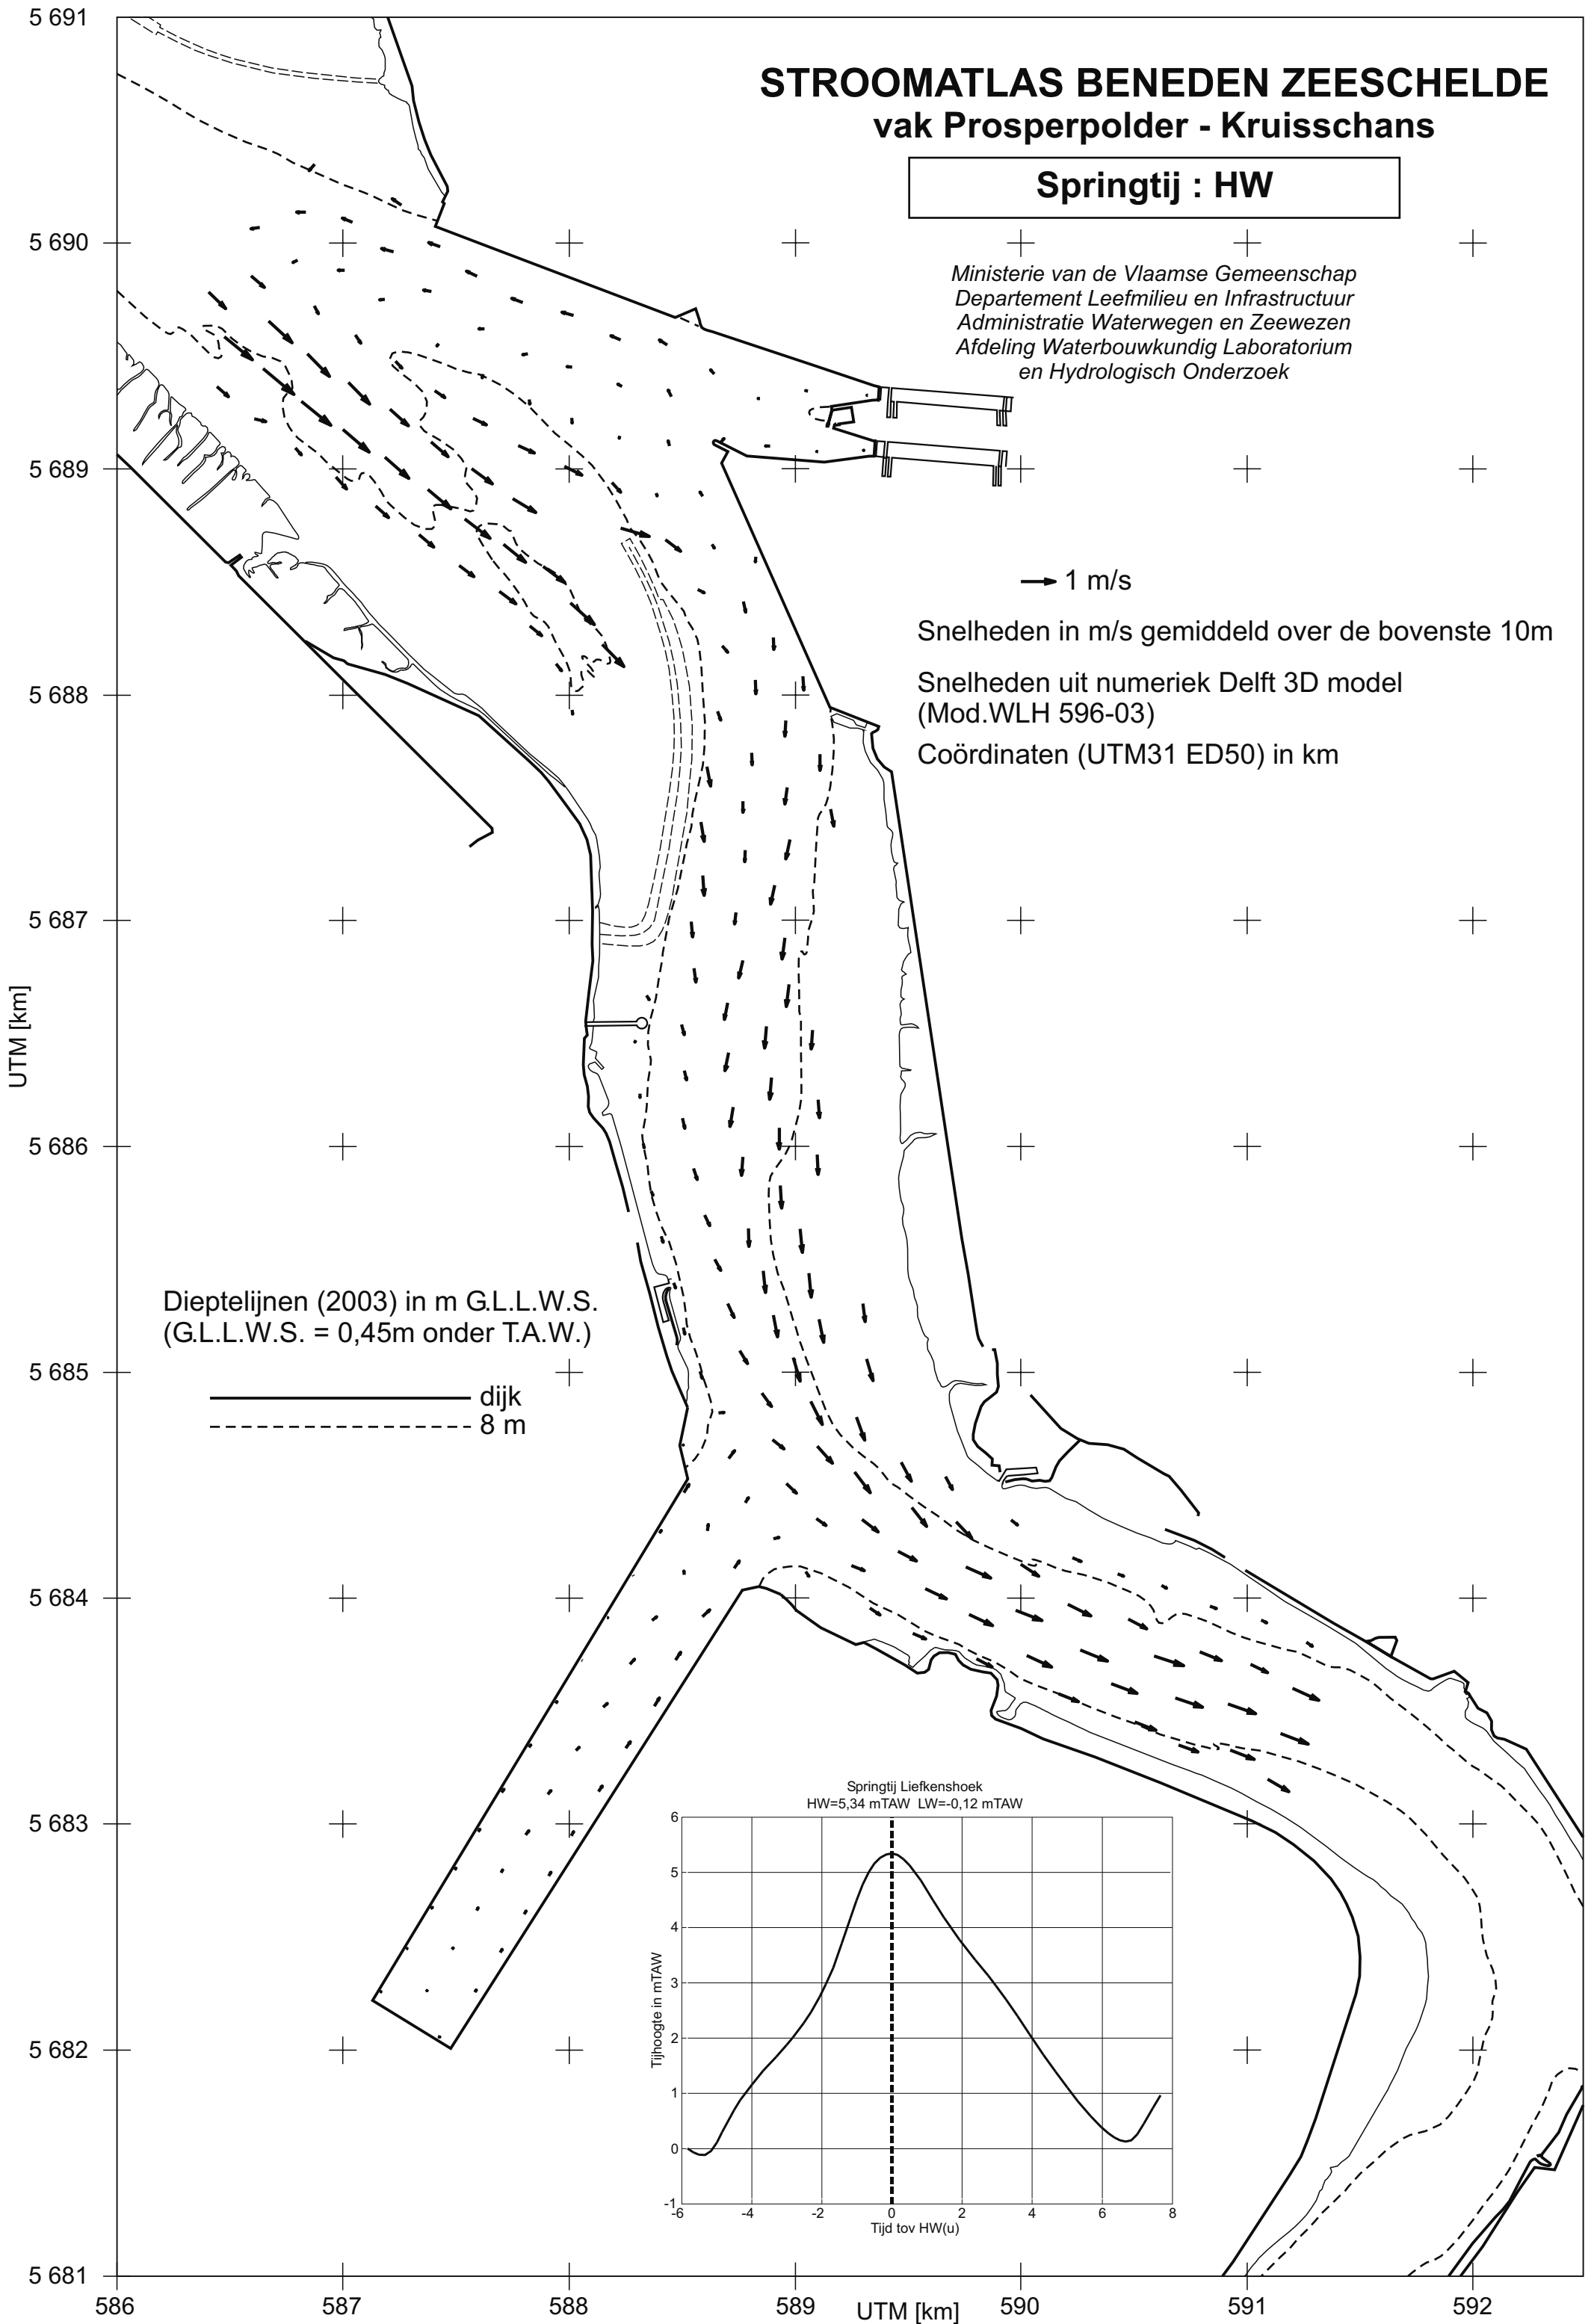 STROOMATLAS BENEDEN ZEESCHELDE
vak Prosperpolder - Kruisschans
Springtij : HW
Ministerie van de Vlaamse Gemeenschap
Departement Leefmilieu en Infrastructuur
Administratie Waterwegen en Zeewezen
Afdeling Waterbouwkundig Laboratorium
en Hydrologisch Onderzoek
1 m/s
Snelheden in m/s gemiddeld over de bovenste 10m
Snelheden uit numeriek Delft 3D model
(Mod.WLH 596-03)
Coördinaten (UTM31 ED50) in km
5 691
5 690
5 689
5 688
5 687
5 686
5 685
5 684
5 683
5 682
5 681
UTM [km]
Dieptelijnen (2003) in m G.L.L.W.S.
(G.L.L.W.S. = 0,45m onder T.A.W.)
dijk
8 m
Springtij Liefkenshoek
HW=5,34 mTAW LW=-0,12 mTAW
6
5
4
3
2
1
0
-1
Tijhoogte in mTAW
-6 -4 -2 0 2 4 6 8
Tijd tov HW(u)
586 587 588 589 590 591 592
UTM [km]